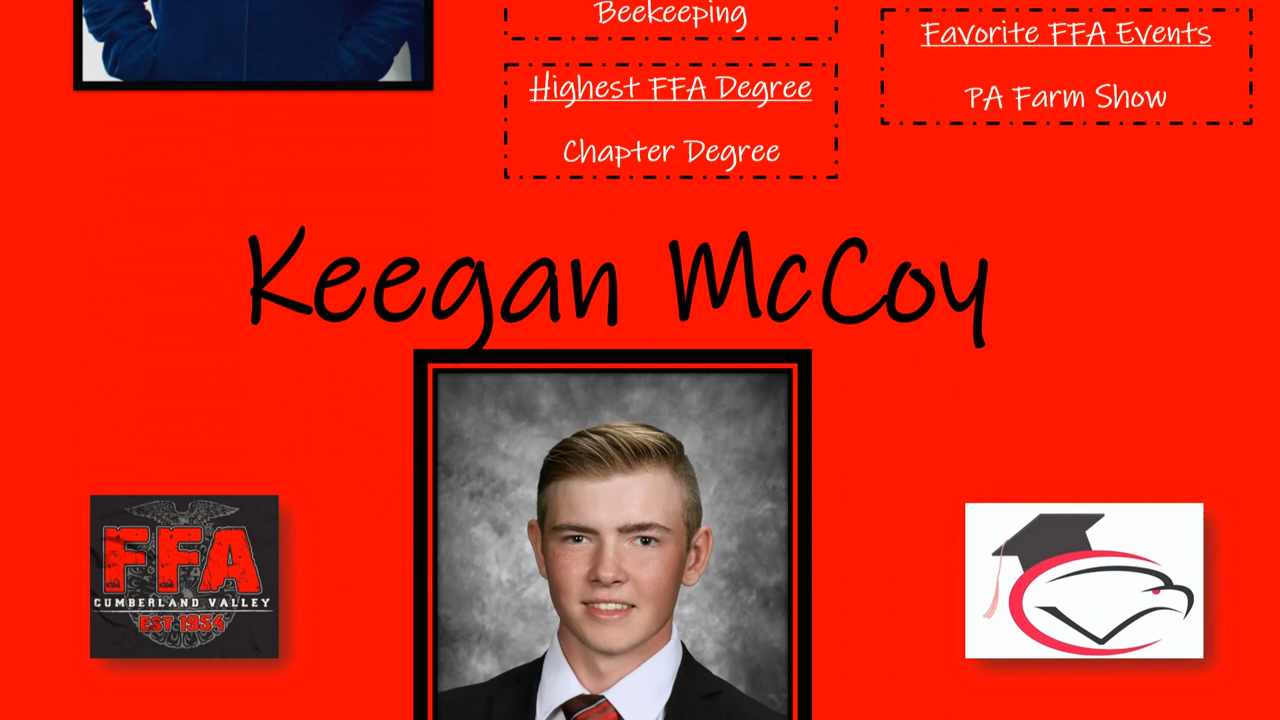 Beekeeping
Highest FFA Degree
Chapter Degree
Favorite FFA Events
PA Farm Show
Keegan McCoy
FFA
CUMBERLAND VALLEY
EST 1954